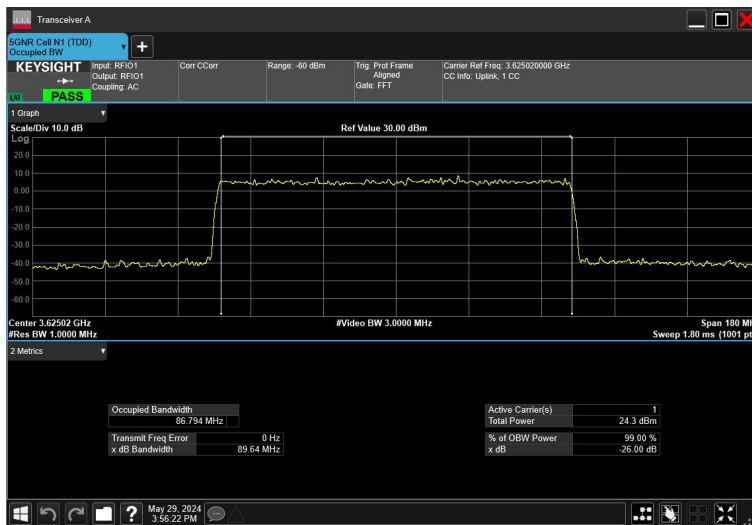 Transceiver A
5GNR Cell N1 (TDD)
Occupied BW
KEYSIGHT
Input: RFIO1
Output: RFIO1
Coupling: AC
Corr CCorr
Range: -60 dBm
Trig: Prot Frame
Aligned
Gate: FFT
Carrier Ref Freq: 3.625020000 GHz
CC Info: Uplink, 1 CC
LXI
PASS
1 Graph
Scale/Div 10.0 dB
Ref Value 30.00 dBm
Log
20.0
10.0
0.00
-10.0
-20.0
-30.0
-40.0
-50.0
-60.0
Center 3.62502 GHz
#Video BW 3.0000 MHz
Span 180 MH
#Res BW 1.0000 MHz
Sweep 1.80 ms (1001 pt
2 Metrics
Occupied Bandwidth
86.794 MHz
Transmit Freq Error 0 Hz
x dB Bandwidth 89.64 MHz
Active Carrier(s) 1
Total Power 24.3 dBm
% of OBW Power 99.00 %
x dB -26.00 dB
?
May 29, 2024
3:56:22 PM